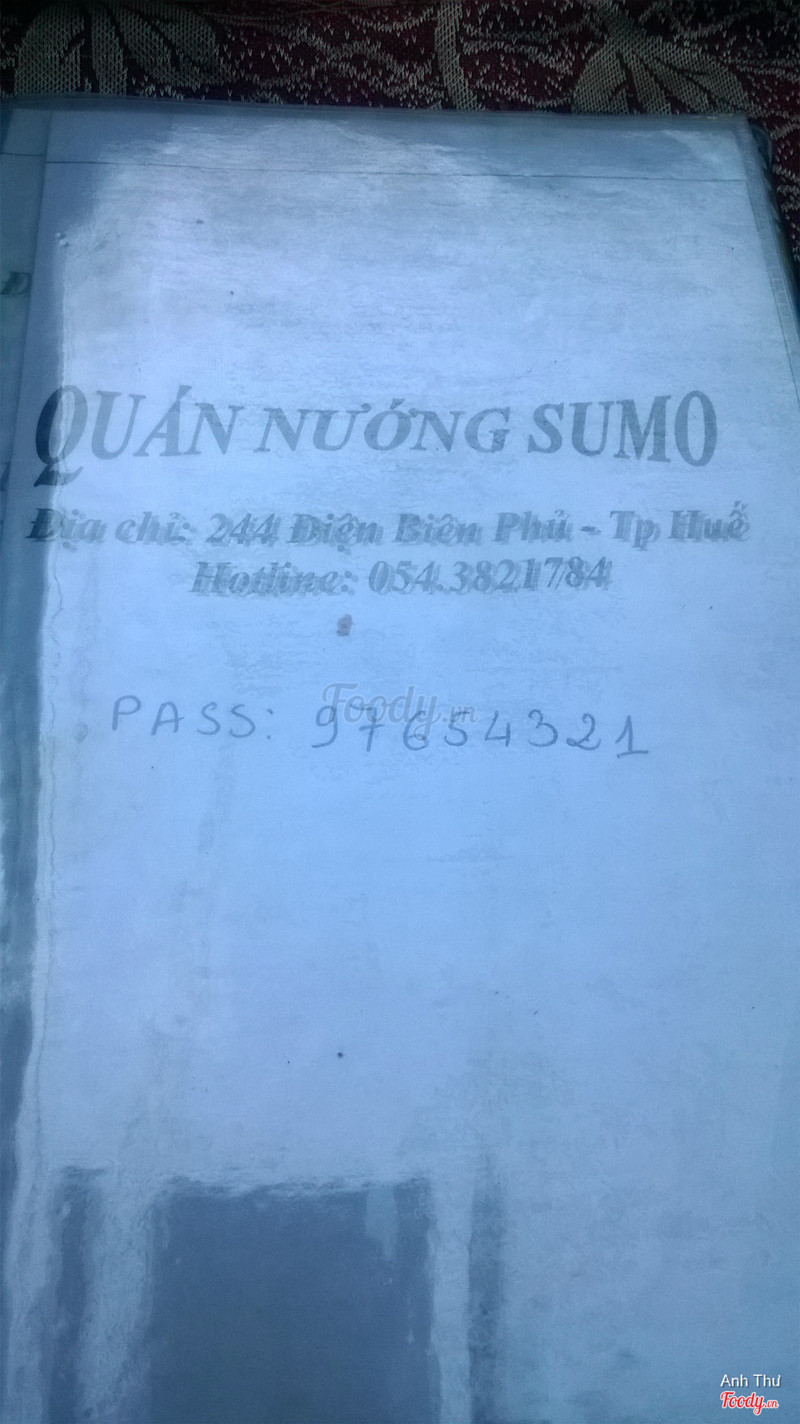 QUÁN NƯỚNG SUMO
Địa chỉ: 244 Điện Biên Phủ - Tp Huế
Hotline: 054.3821784
PASS: 97654321
Foody.vn
Anh Thư
Foody.vn